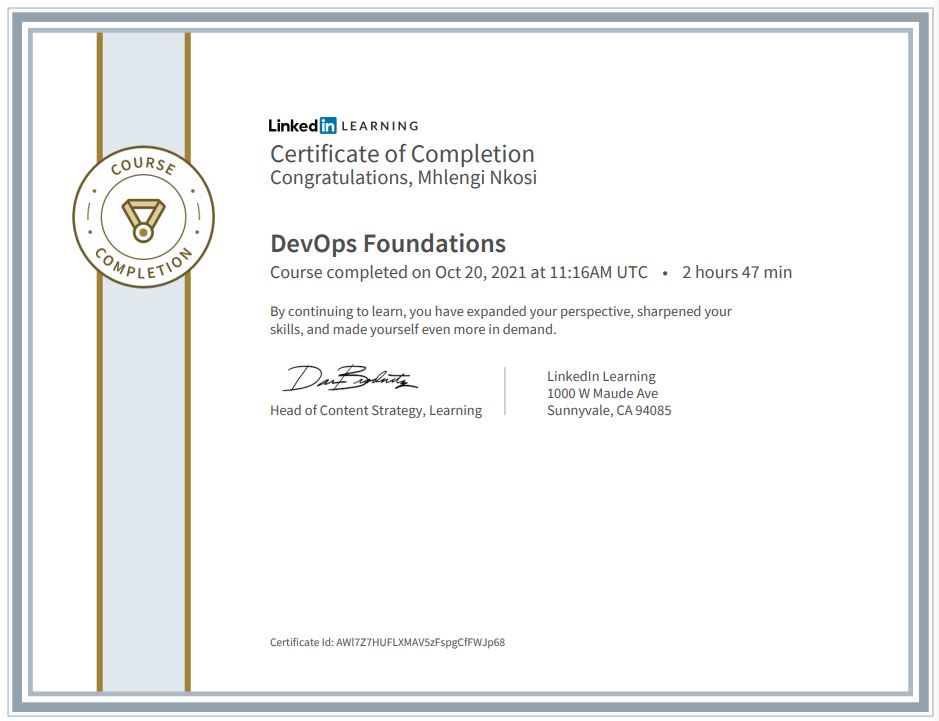 COURSE
COMPLETION
Linked in LEARNING
Certificate of Completion
Congratulations, Mhlengi Nkosi
DevOps Foundations
Course completed on Oct 20, 2021 at 11:16AM UTC • 2 hours 47 min
By continuing to learn, you have expanded your perspective, sharpened your
skills, and made yourself even more in demand.
Head of Content Strategy, Learning
LinkedIn Learning
1000 W Maude Ave
Sunnyvale, CA 94085
Certificate Id: AWl7Z7HUFLXMAV5zFspgCfFWJp68